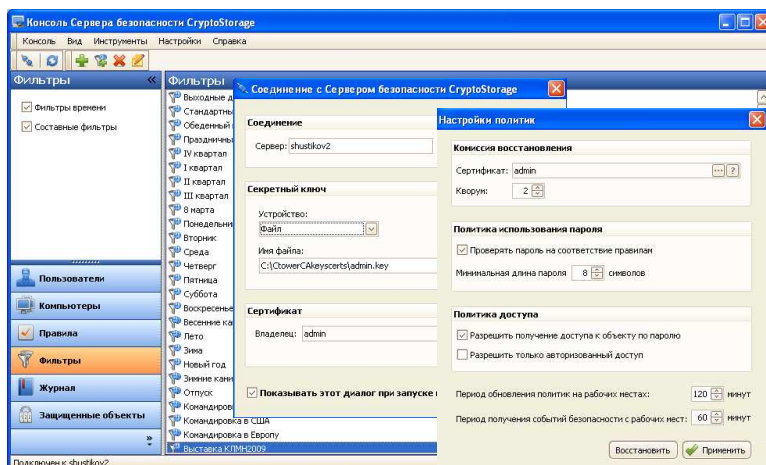 Консоль Сервера безопасности CryptoStorage
Консоль Вид Инструменты Настройки Справка
Фильтры
Фильтры времени
Составные фильтры
Пользователи
Компьютеры
Правила
Фильтры
Журнал
Защищенные объекты
Фильтры
Выходные д
Стандартны
Обеденный
Праздничны
IV квартал
I квартал
II квартал
III квартал
8 марта
Понедельни
Вторник
Среда
Четверг
Пятница
Суббота
Воскресенье
Весенние ка
Лето
Зима
Новый год
Зимние кани
Отпуск
Командиров
Командировка в США
Командировка в Европу
Выставка КЛМН2009
Соединение с Сервером безопасности CryptoStorage
Соединение
Сервер: shustikov2
Секретный ключ
Устройство:
Файл
Имя файла:
C:\CtowerCAkeyscerts\admin.key
Сертификат
Владелец: admin
Показывать этот диалог при запуске
Настройки политик
Комиссия восстановления
Сертификат: admin ... ?
Кворум: 2
Политика использования пароля
Проверять пароль на соответствие правилам
Минимальная длина пароля 8 символов
Политика доступа
Разрешить получение доступа к объекту по паролю
Разрешить только авторизованный доступ
Период обновления политик на рабочих местах: 120 минут
Период получения событий безопасности с рабочих мест: 60 минут
Восстановить Применить
Подключен к shustikov2